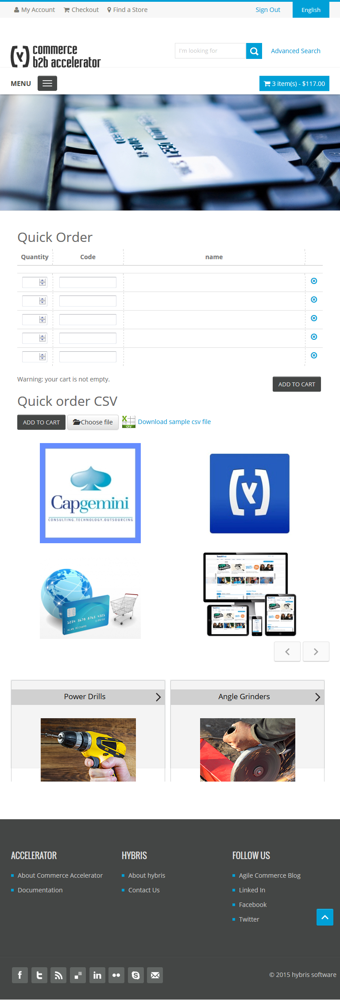 My Account Checkout Find a Store Sign Out English
commerce
b2b accelerator
I'm looking for Advanced Search
MENU 3 item(s) - $117.00
Quick Order
Quantity Code name
Warning: your cart is not empty.
ADD TO CART
Quick order CSV
ADD TO CART Choose file Download sample csv file
Capgemini
CONSULTING.TECHNOLOGY.OUTSOURCING
TeachFirst
1234 5678 8765 4321
ALAN RICHARD
Power Drills Angle Grinders
ACCELERATOR HYBRIS FOLLOW US
About Commerce Accelerator About hybris Agile Commerce Blog
Documentation Contact Us Linked In
Facebook
Twitter
© 2015 hybris software